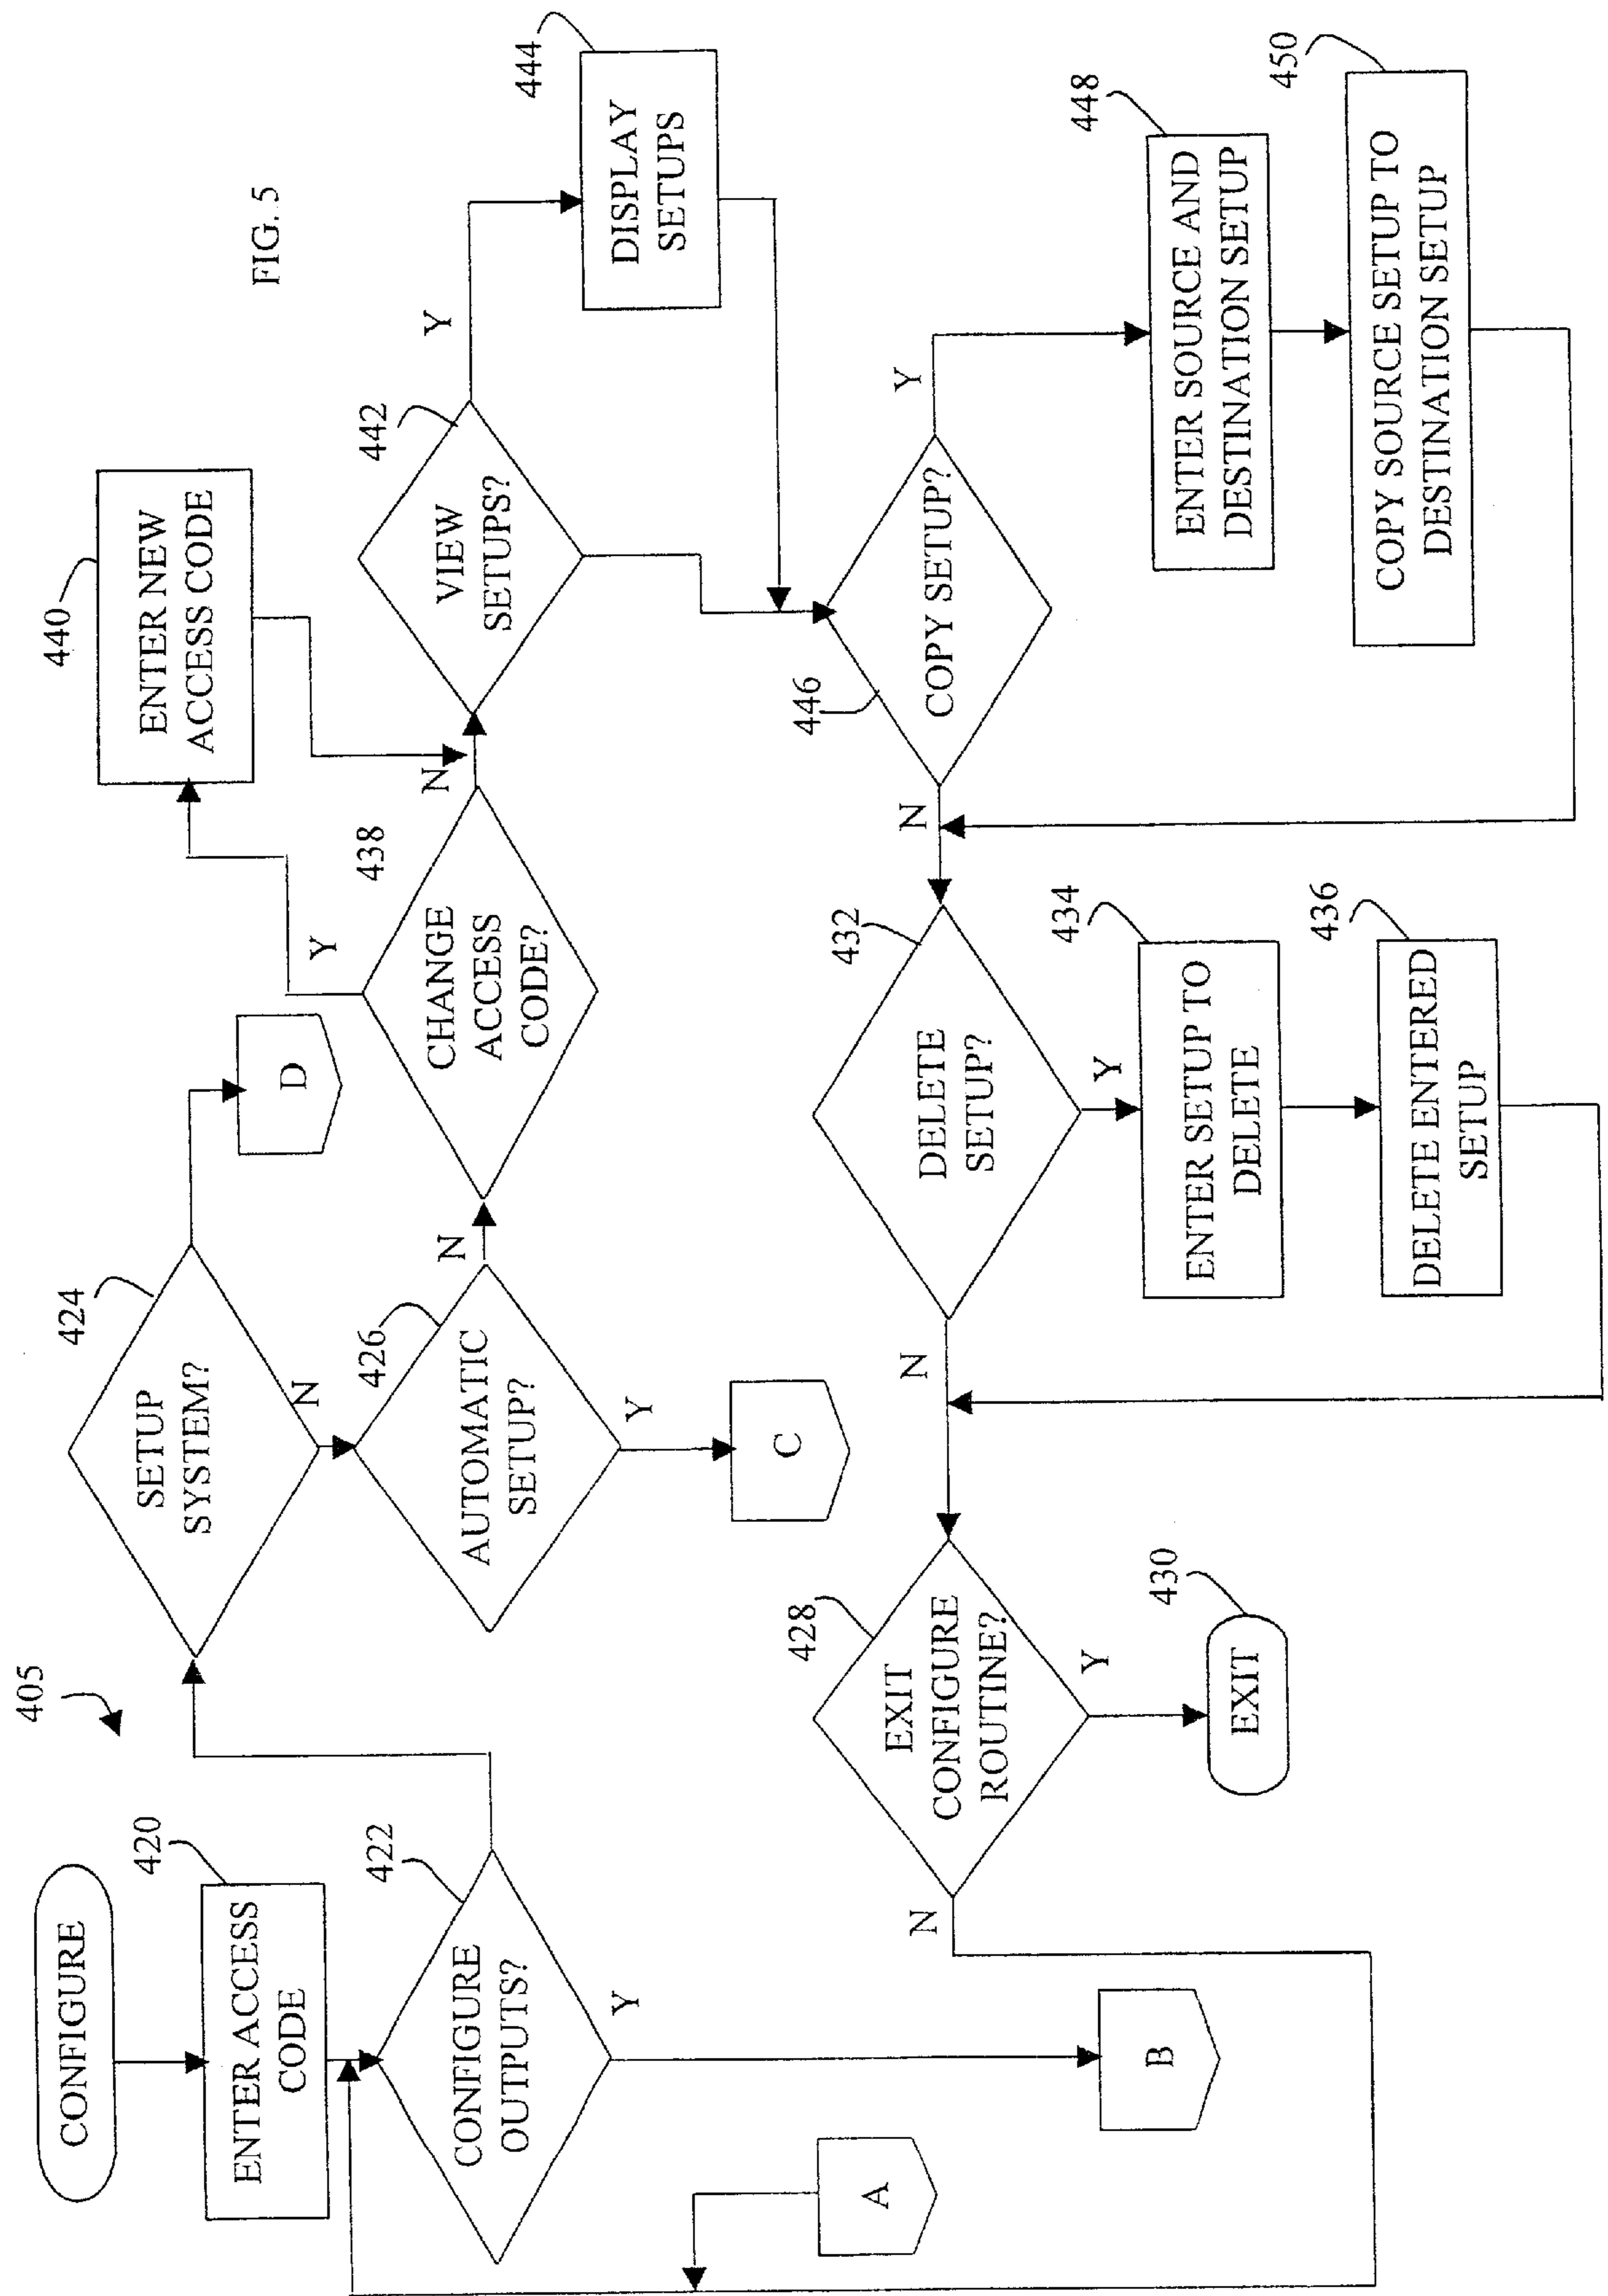 FIG. 5
405
CONFIGURE
420
ENTER ACCESS
CODE
422
CONFIGURE
OUTPUTS?
Y
B
A
424
SETUP
SYSTEM?
N
D
426
AUTOMATIC
SETUP?
Y
C
N
438
CHANGE
ACCESS
CODE?
Y
440
ENTER NEW
ACCESS CODE
N
442
VIEW
SETUPS?
Y
444
DISPLAY
SETUPS
446
COPY SETUP?
Y
448
ENTER SOURCE AND
DESTINATION SETUP
450
COPY SOURCE SETUP TO
DESTINATION SETUP
N
432
DELETE
SETUP?
Y
434
ENTER SETUP TO
DELETE
436
DELETE ENTERED
SETUP
N
428
EXIT
CONFIGURE
ROUTINE?
Y
430
EXIT
N